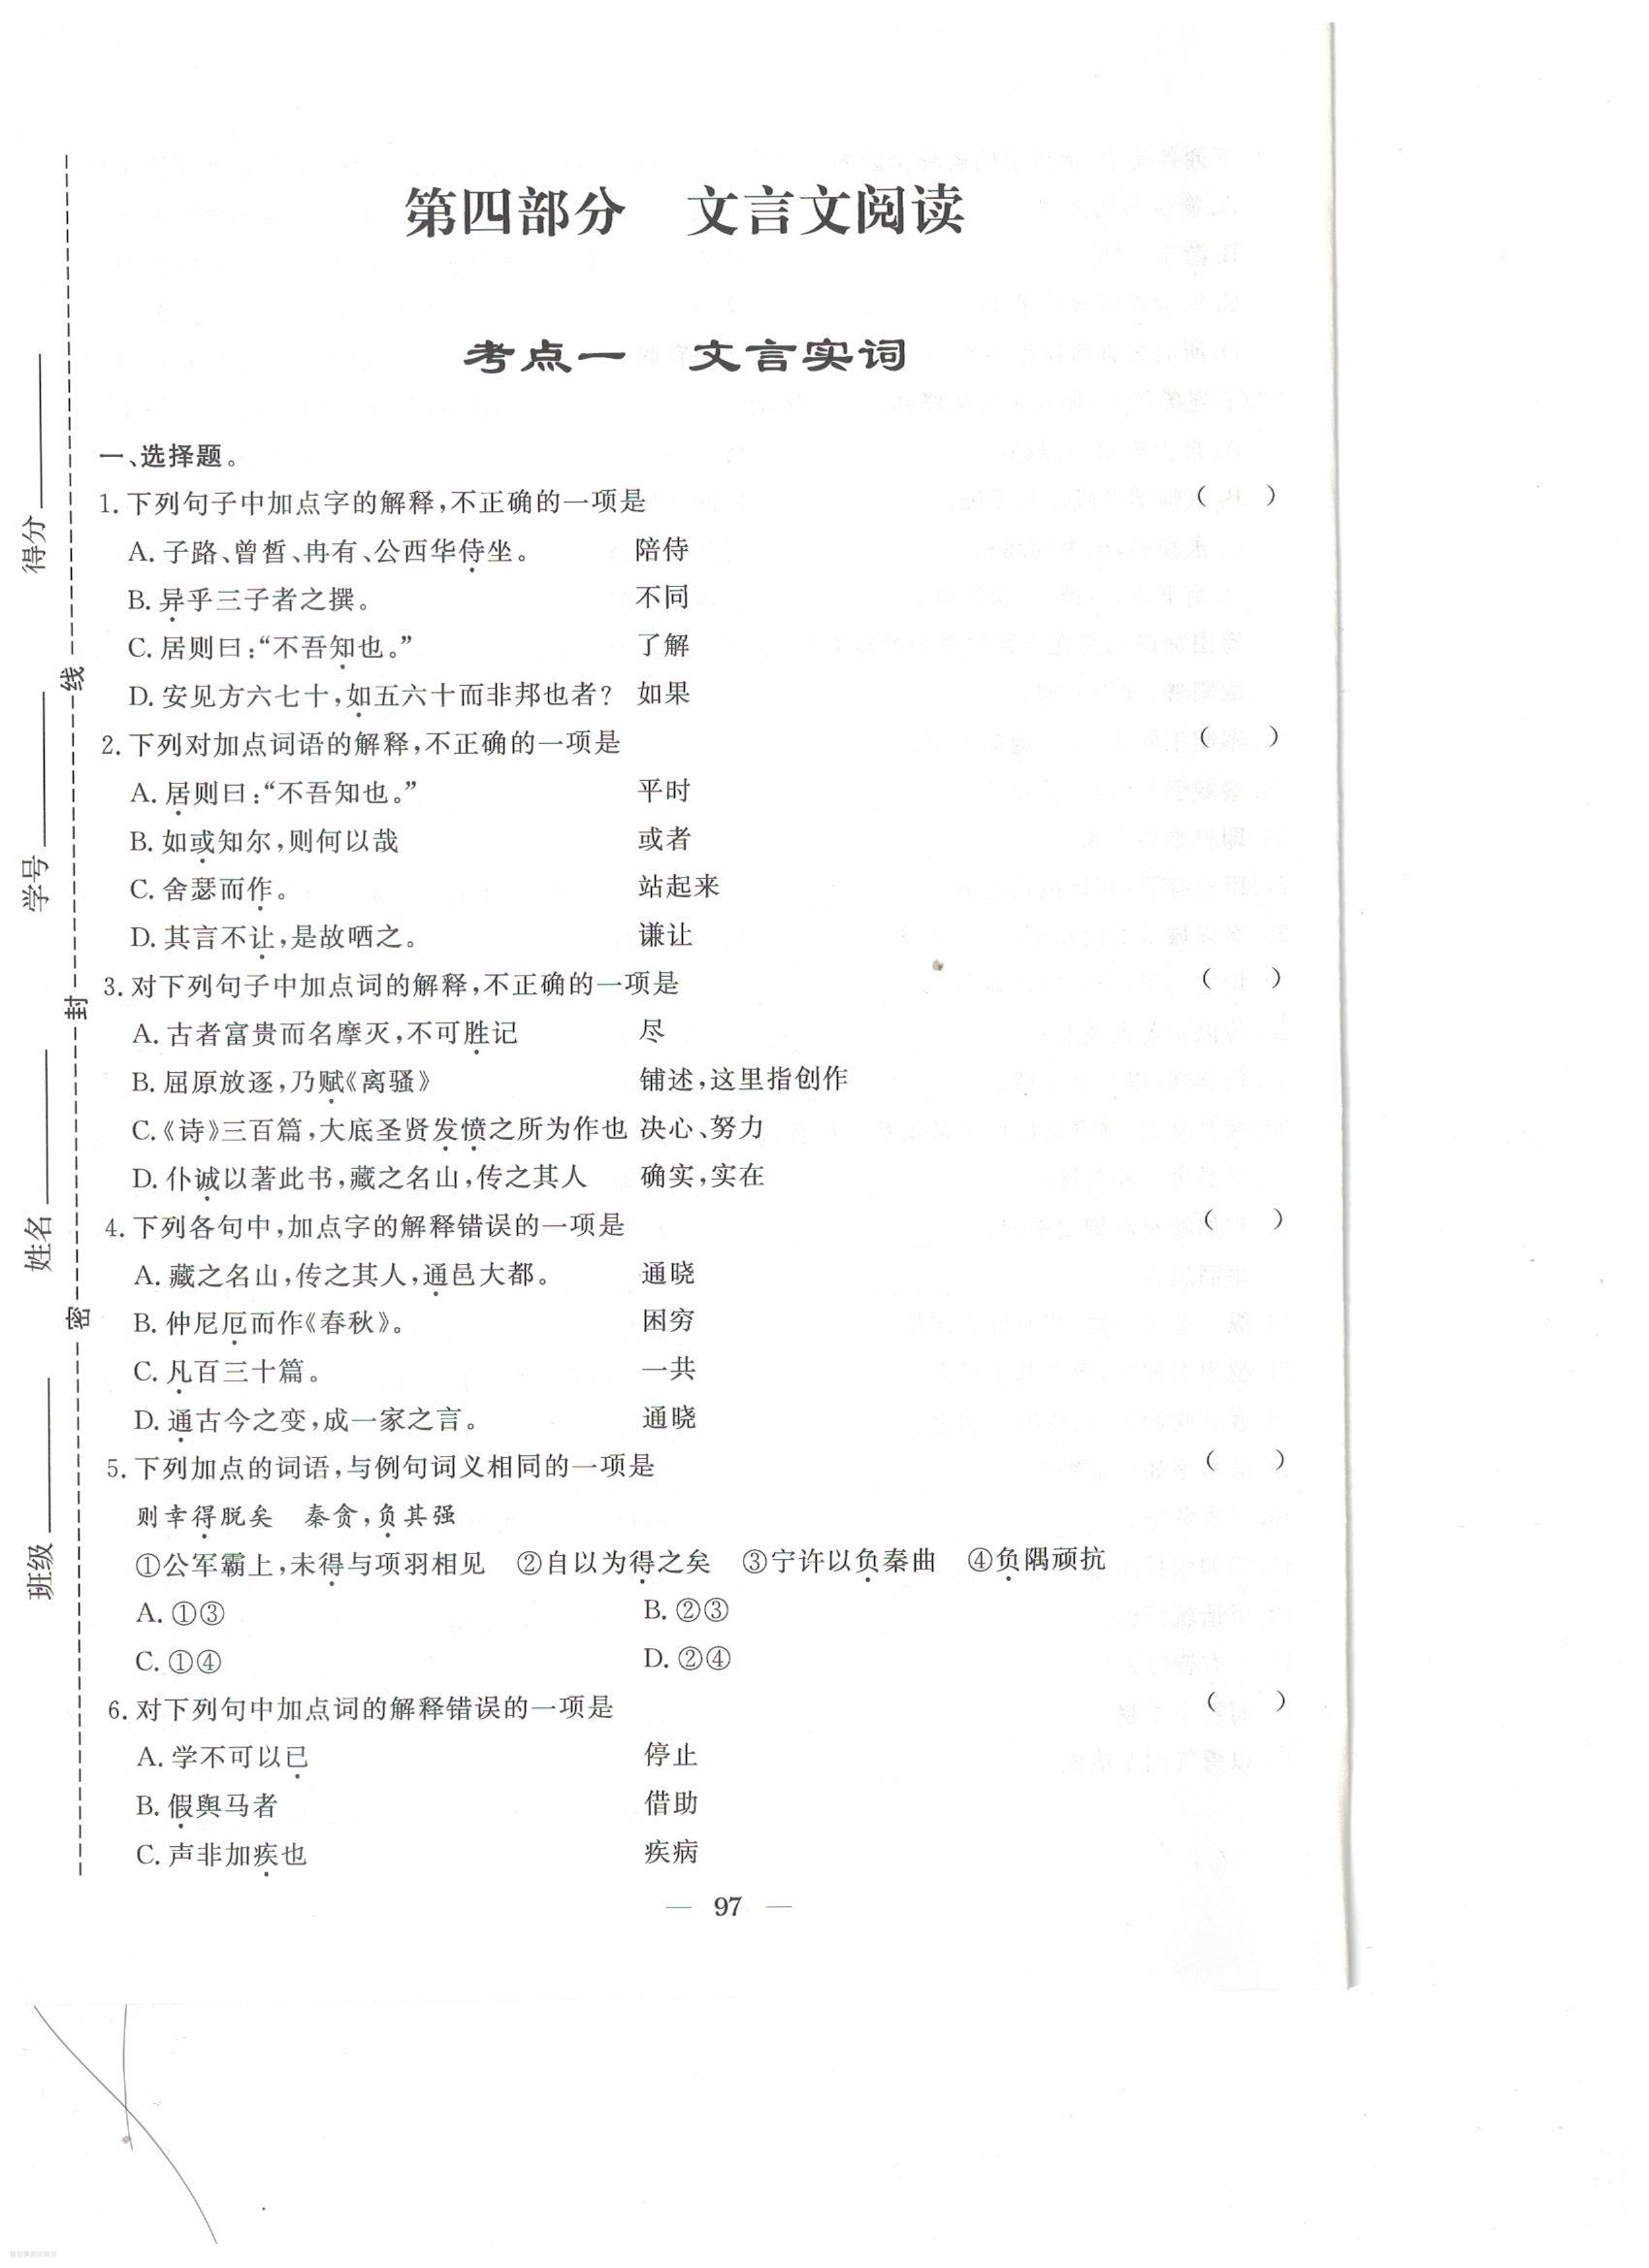 第四部分　文言文阅读
考点一　文言实词
一、选择题。
1. 下列句子中加点字的解释,不正确的一项是　(　　)
A. 子路、曾皙、冉有、公西华侍坐。　陪侍
B. 异乎三子者之撰。　不同
C. 居则曰:“不吾知也。”　了解
D. 安见方六七十,如五六十而非邦也者?　如果
2. 下列对加点词语的解释,不正确的一项是　(　　)
A. 居则曰:“不吾知也。”　平时
B. 如或知尔,则何以哉　或者
C. 舍瑟而作。　站起来
D. 其言不让,是故哂之。　谦让
3. 对下列句子中加点词的解释,不正确的一项是　(　　)
A. 古者富贵而名摩灭,不可胜记　尽
B. 屈原放逐,乃赋《离骚》　铺述,这里指创作
C.《诗》三百篇,大底圣贤发愤之所为作也　决心、努力
D. 仆诚以著此书,藏之名山,传之其人　确实,实在
4. 下列各句中,加点字的解释错误的一项是　(　　)
A. 藏之名山,传之其人,通邑大都。　通晓
B. 仲尼厄而作《春秋》。　困穷
C. 凡百三十篇。　一共
D. 通古今之变,成一家之言。　通晓
5. 下列加点的词语,与例句词义相同的一项是　(　　)
则幸得脱矣　秦贪,负其强
①公军霸上,未得与项羽相见　②自以为得之矣　③宁许以负秦曲　④负隅顽抗
A. ①③　B. ②③
C. ①④　D. ②④
6. 对下列句中加点词的解释错误的一项是　(　　)
A. 学不可以已　停止
B. 假舆马者　借助
C. 声非加疾也　疾病
— 97 —
得分
学号
姓名
班级
线
封
密